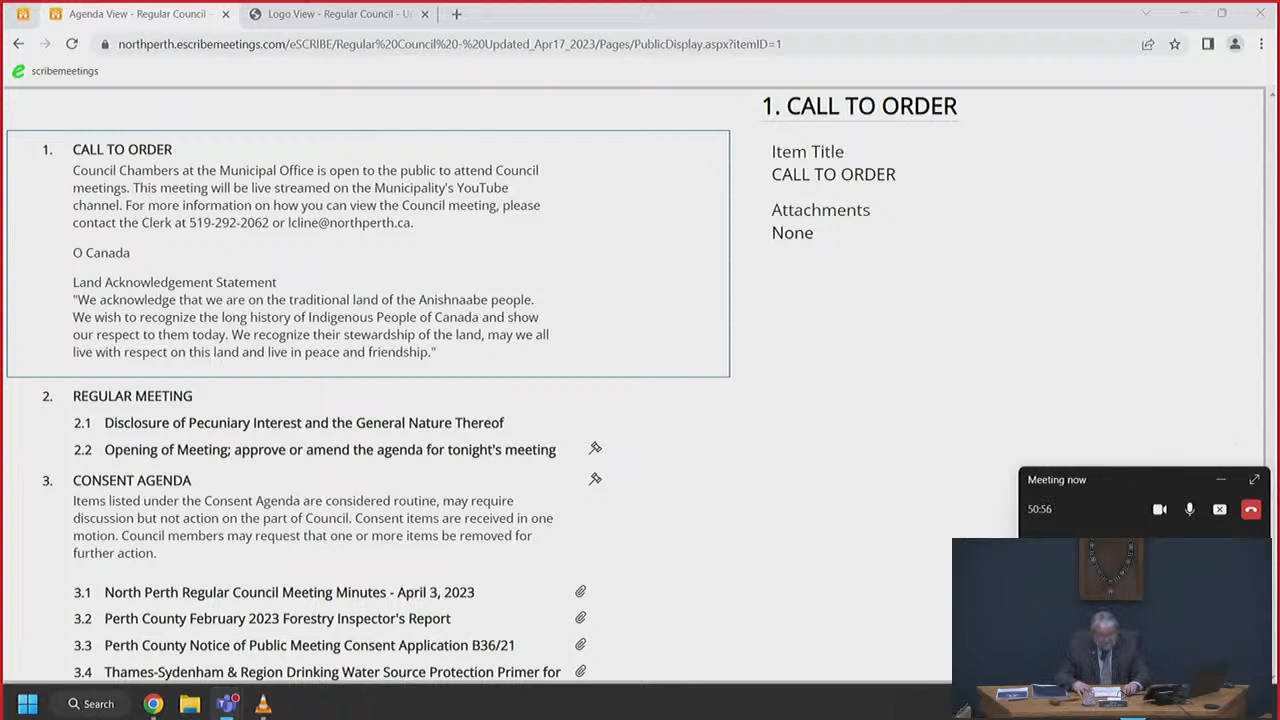 Agenda View - Regular Council -
Logo View - Regular Council - U
northperth.escribemeetings.com/eSCRIBE/Regular%20Council%20-%20Updated_Apr17_2023/Pages/PublicDisplay.aspx?itemID=1
scribemeetings
1. CALL TO ORDER
Council Chambers at the Municipal Office is open to the public to attend Council
meetings. This meeting will be live streamed on the Municipality's YouTube
channel. For more information on how you can view the Council meeting, please
contact the Clerk at 519-292-2062 or lcline@northperth.ca.
O Canada
Land Acknowledgement Statement
"We acknowledge that we are on the traditional land of the Anishnaabe people.
We wish to recognize the long history of Indigenous People of Canada and show
our respect to them today. We recognize their stewardship of the land, may we all
live with respect on this land and live in peace and friendship."
2. REGULAR MEETING
2.1 Disclosure of Pecuniary Interest and the General Nature Thereof
2.2 Opening of Meeting; approve or amend the agenda for tonight's meeting
3. CONSENT AGENDA
Items listed under the Consent Agenda are considered routine, may require
discussion but not action on the part of Council. Consent items are received in one
motion. Council members may request that one or more items be removed for
further action.
3.1 North Perth Regular Council Meeting Minutes - April 3, 2023
3.2 Perth County February 2023 Forestry Inspector's Report
3.3 Perth County Notice of Public Meeting Consent Application B36/21
3.4 Thames-Sydenham & Region Drinking Water Source Protection Primer for
1. CALL TO ORDER
Item Title
CALL TO ORDER
Attachments
None
Meeting now
50:56
Search